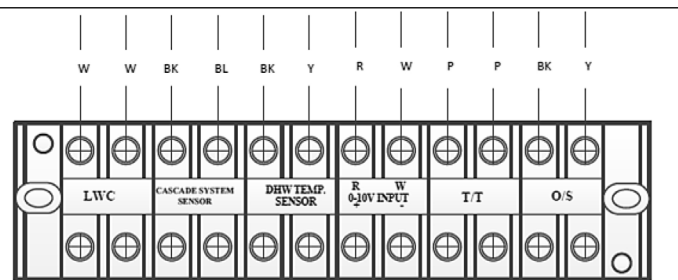 W W BK BL BK Y R W P P BK Y
LWC CASCADE SYSTEM SENSOR DHW TEMP. SENSOR R W 0-10V INPUT + - T/T O/S